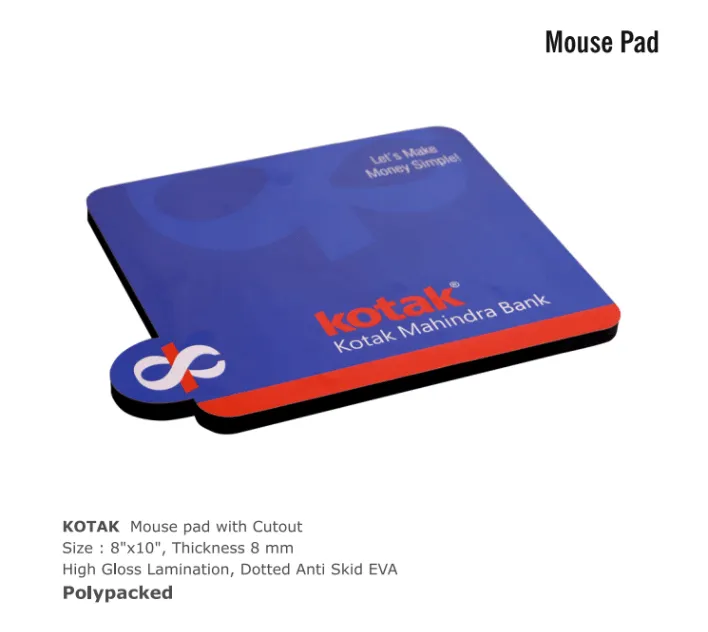 Mouse Pad
Let's Make
Money Simple!
kotak®
Kotak Mahindra Bank
KOTAK Mouse pad with Cutout
Size : 8"x10", Thickness 8 mm
High Gloss Lamination, Dotted Anti Skid EVA
Polypacked